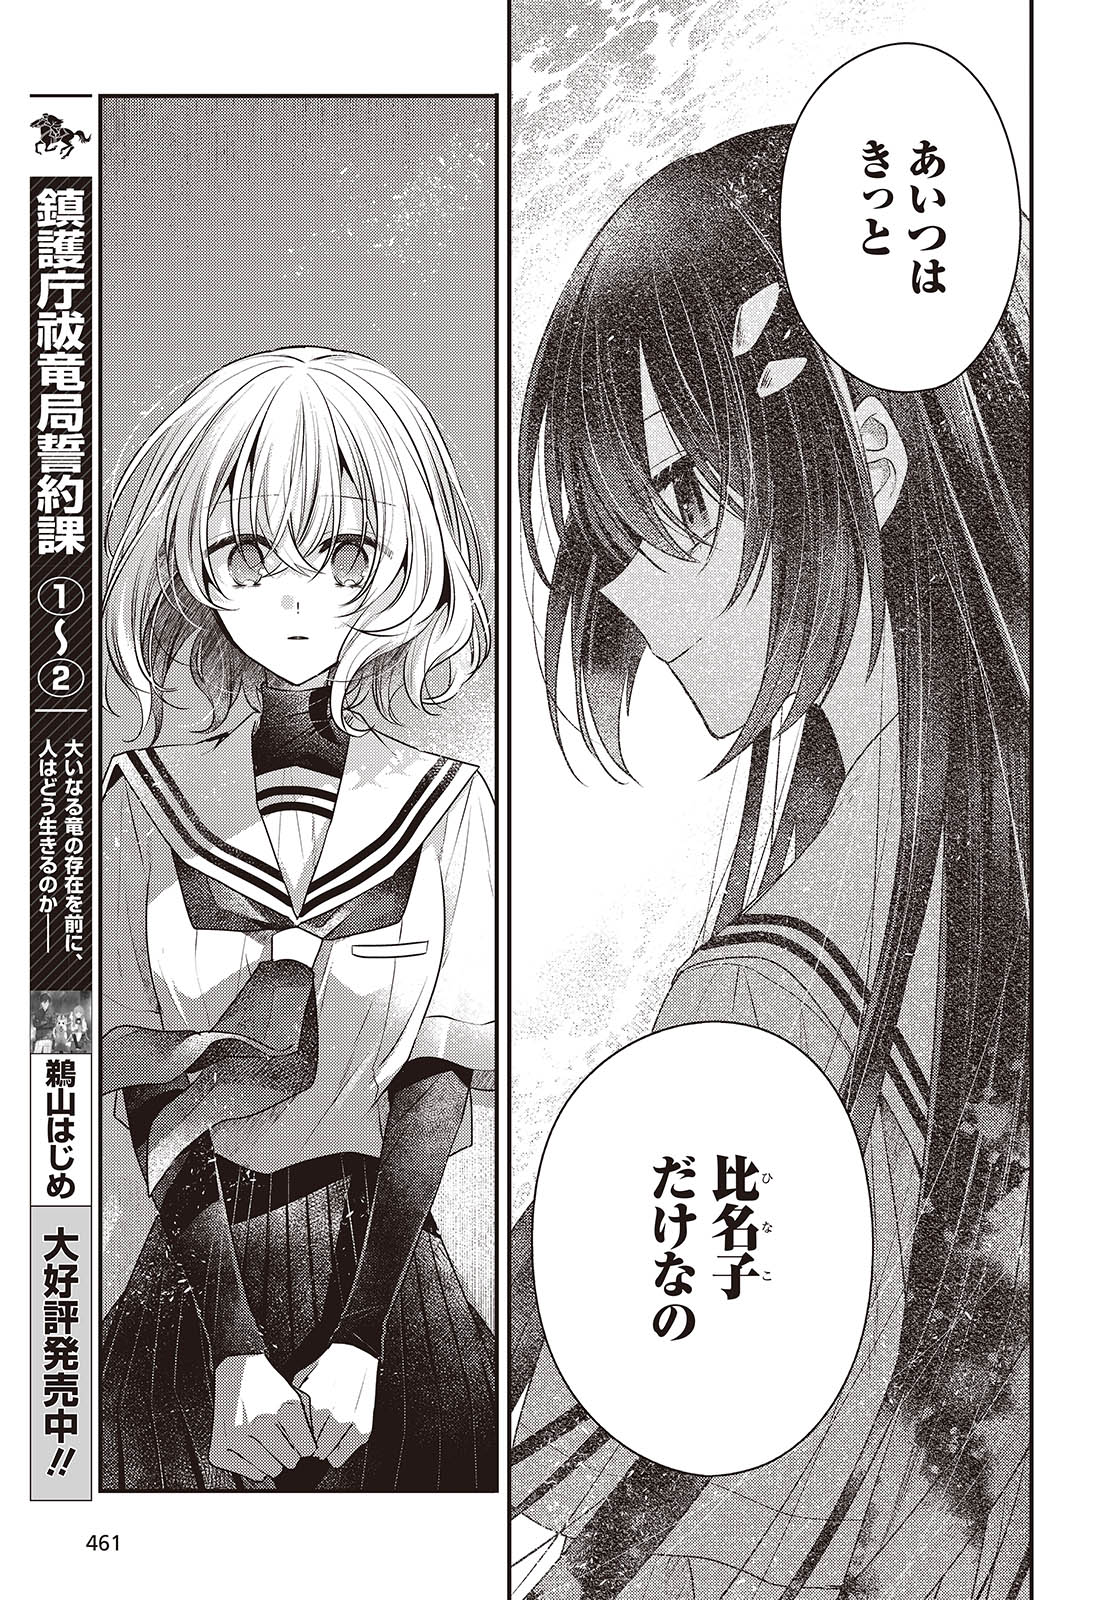 あいつは
きっと
比名子
ひなこ
だけなの
鎮護庁祓竜局誓約課 ①〜②
大いなる竜の存在を前に、
人はどう生きるのか――
鵜山はじめ
大好評発売中!!
461